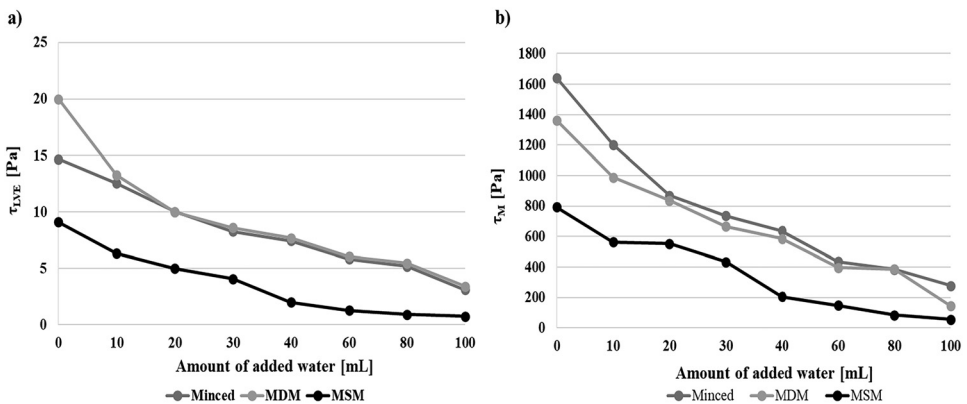 a)
25
20
15
10
5
0
τLVE [Pa]
0 10 20 30 40 60 80 100
Amount of added water [mL]
Minced MDM MSM
b)
1800
1600
1400
1200
1000
800
600
400
200
0
τM [Pa]
0 10 20 30 40 60 80 100
Amount of added water [mL]
Minced MDM MSM